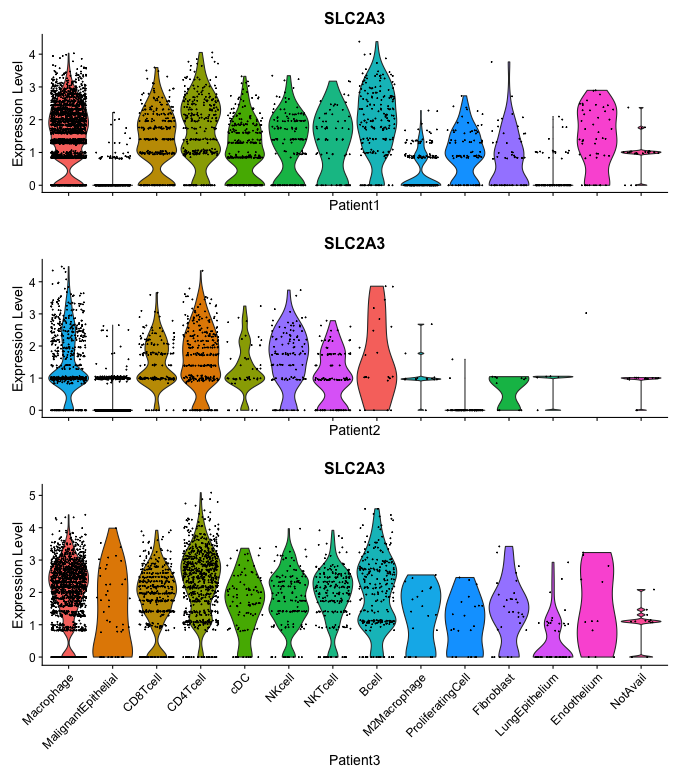 SLC2A3
Expression Level
4
3
2
1
0
Patient1
SLC2A3
Expression Level
4
3
2
1
0
Patient2
SLC2A3
Expression Level
5
4
3
2
1
0
Macrophage
MalignantEpithelial
CD8Tcell
CD4Tcell
cDC
NKcell
NKTcell
Bcell
M2Macrophage
ProliferatingCell
Fibroblast
LungEpithelium
Endothelium
NotAvail
Patient3